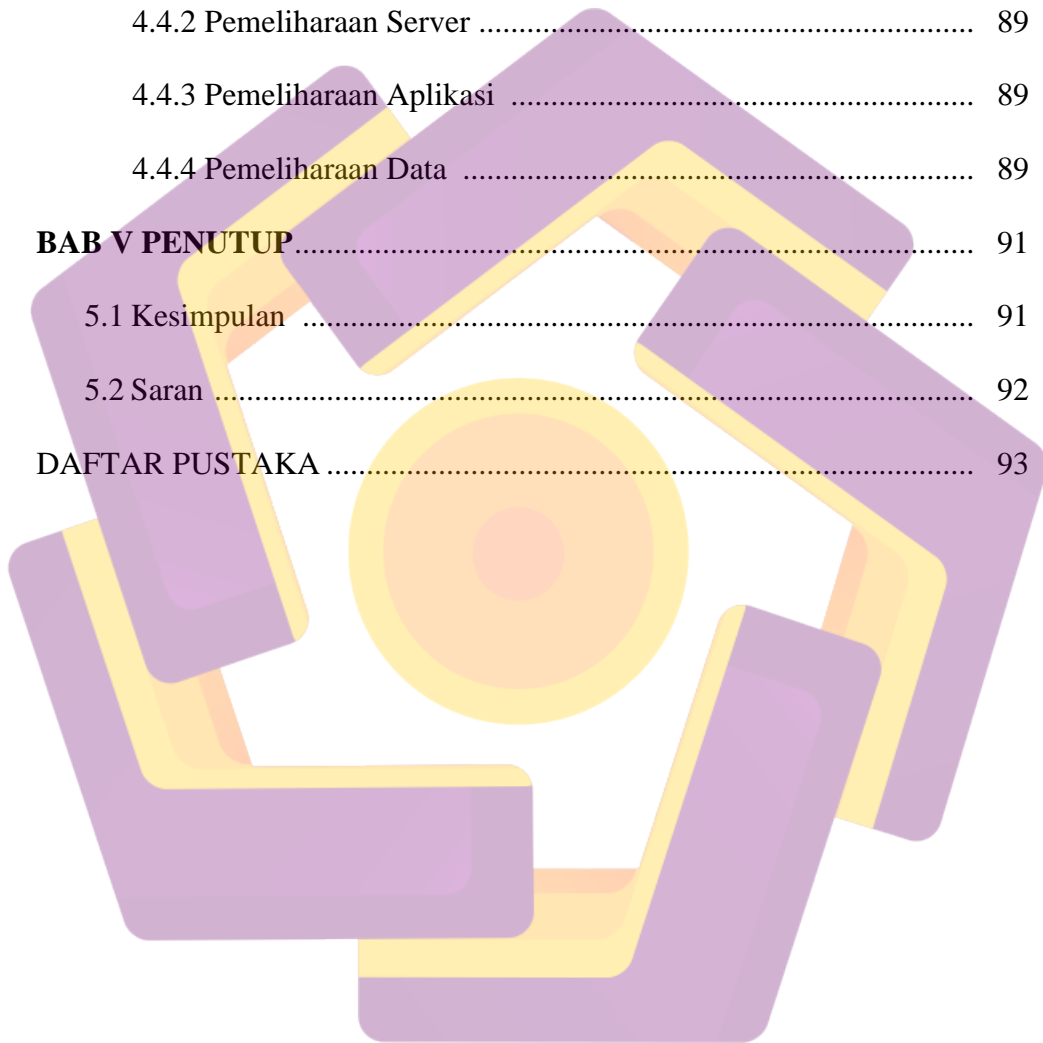 4.4.2 Pemeliharaan Server .............................................................. 89
4.4.3 Pemeliharaan Aplikasi .......................................................... 89
4.4.4 Pemeliharaan Data ................................................................ 89
BAB V PENUTUP ..................................................................................... 91
5.1 Kesimpulan .................................................................................... 91
5.2 Saran ............................................................................................... 92
DAFTAR PUSTAKA ................................................................................. 93